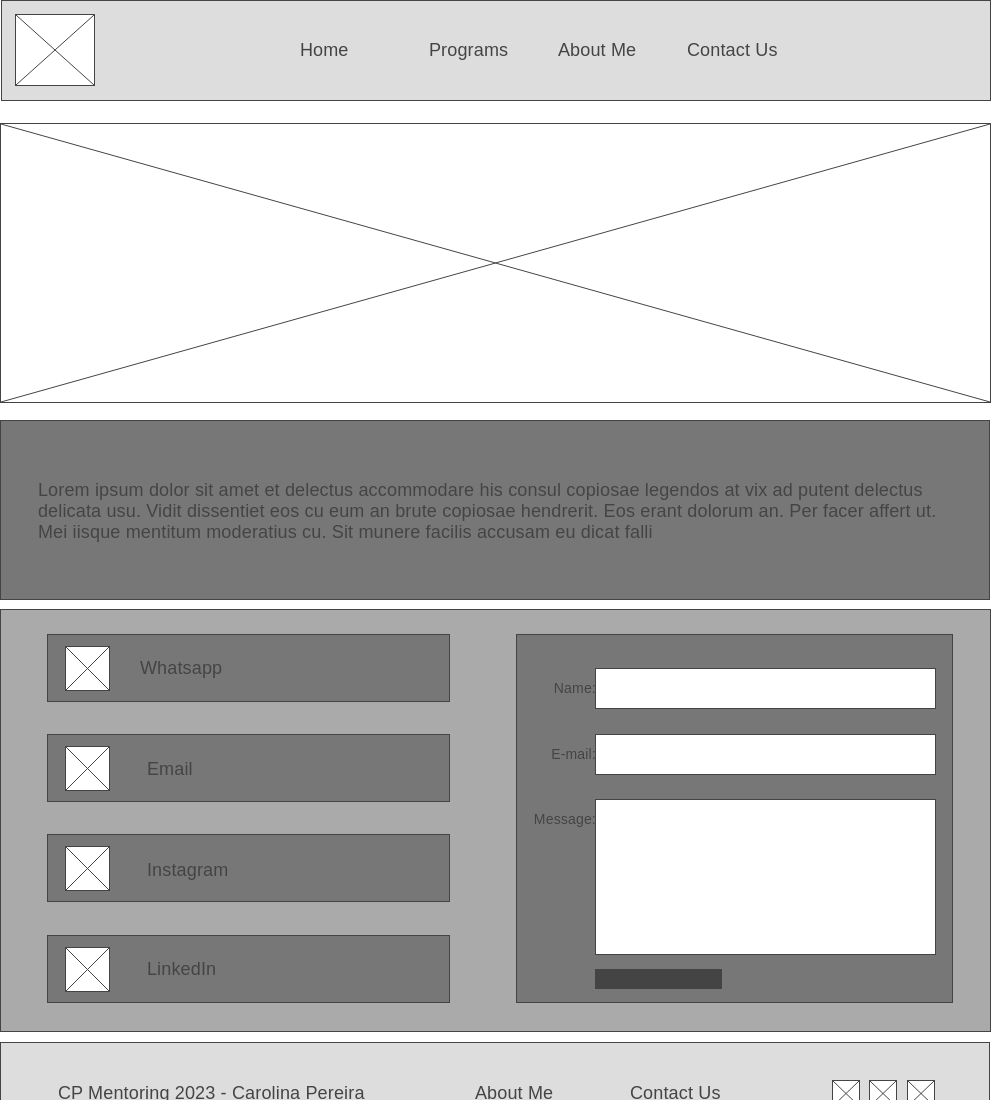 Home Programs About Me Contact Us
Lorem ipsum dolor sit amet et delectus accommodare his consul copiosae legendos at vix ad putent delectus
delicata usu. Vidit dissentiet eos cu eum an brute copiosae hendrerit. Eos erant dolorum an. Per facer affert ut.
Mei iisque mentitum moderatius cu. Sit munere facilis accusam eu dicat falli
Whatsapp
Email
Instagram
LinkedIn
Name:
E-mail:
Message:
CP Mentoring 2023 - Carolina Pereira About Me Contact Us